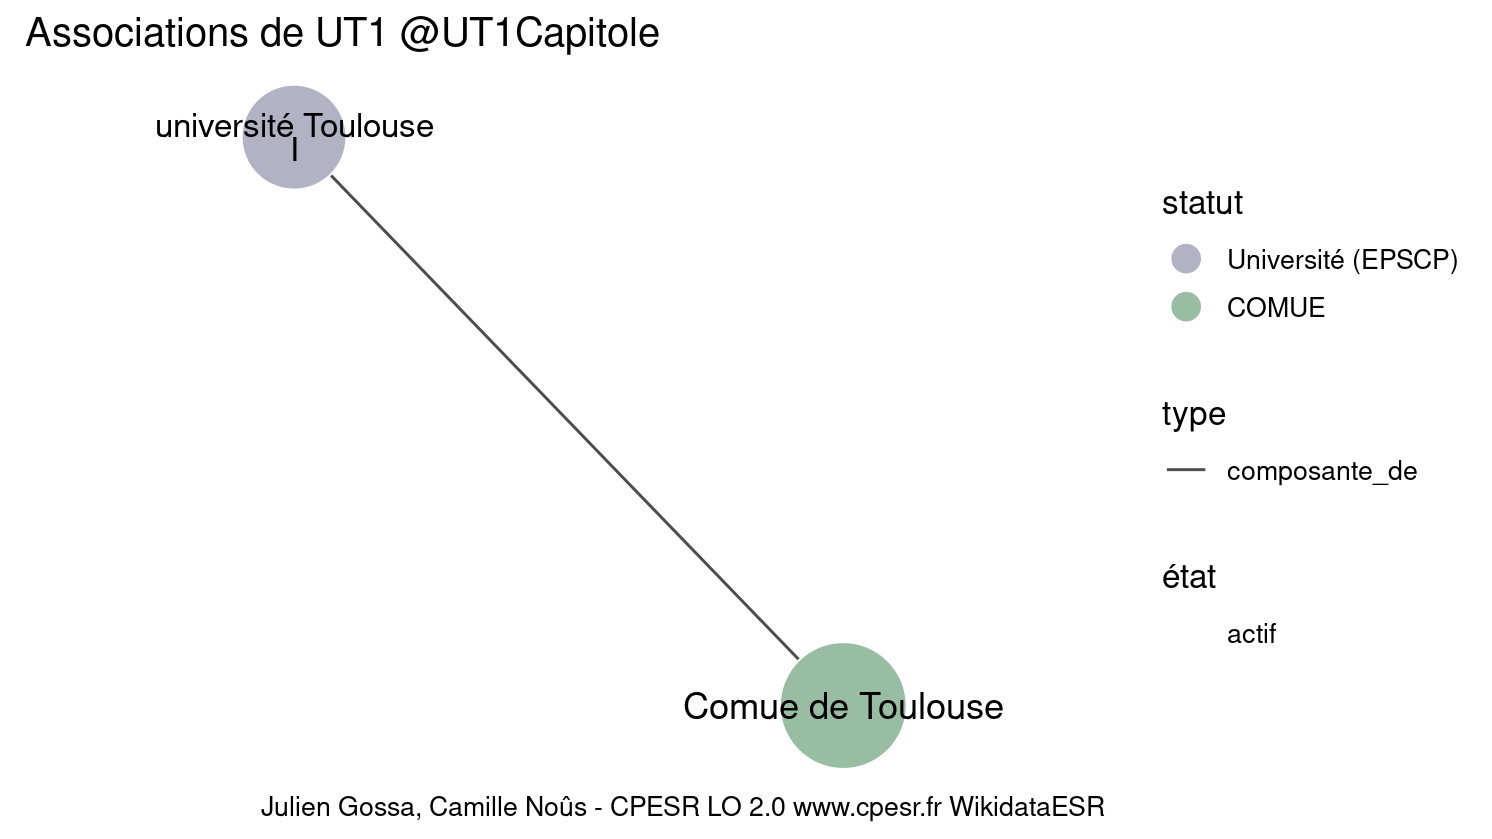 Associations de UT1 @UT1Capitole
université Toulouse
I
statut
Université (EPSCP)
COMUE
type
composante_de
état
actif
Comue de Toulouse
Julien Gossa, Camille Noûs - CPESR LO 2.0 www.cpesr.fr WikidataESR